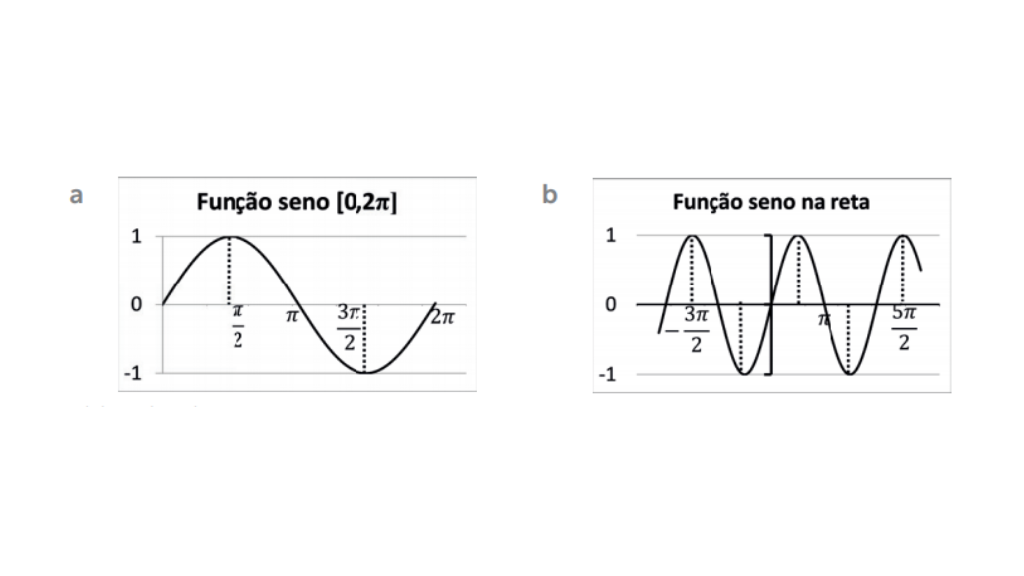 a
Função seno [0,2π]
1
0
-1
π/2
π
3π/2
2π
b
Função seno na reta
1
0
-1
-3π/2
π
5π/2